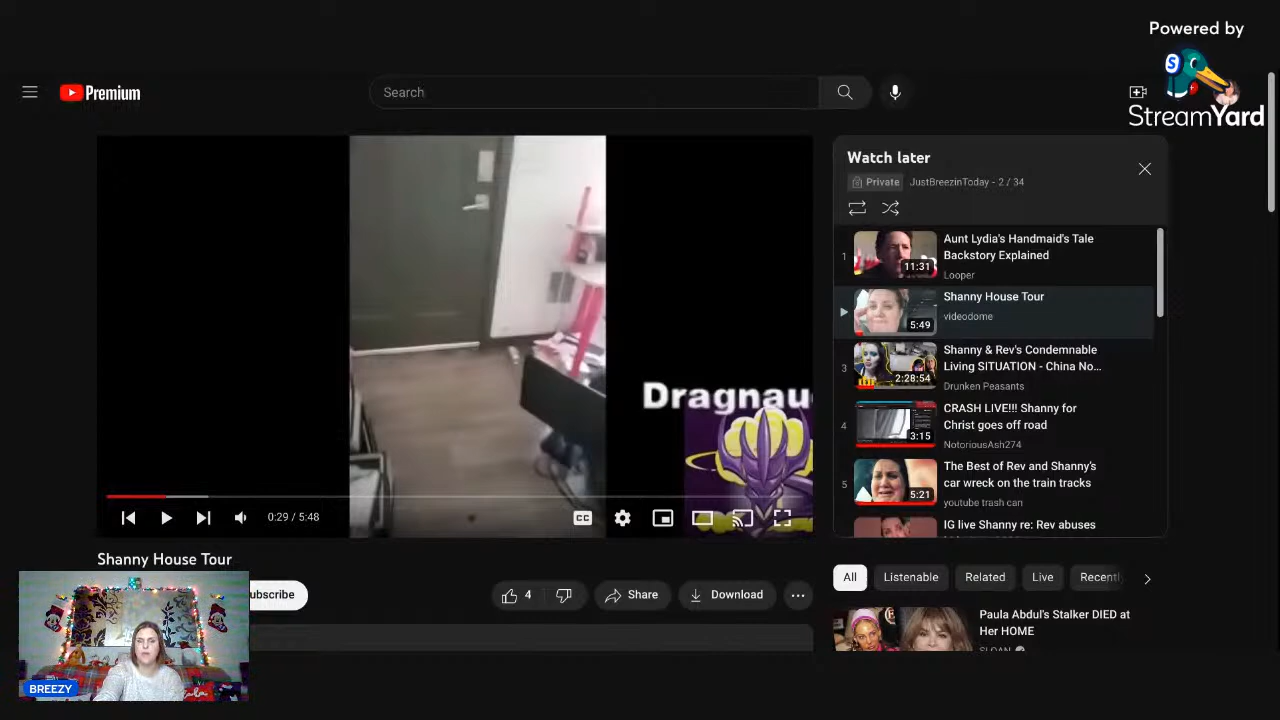 Powered by
StreamYard
Premium
Search
Watch later
Private
JustBreezinToday - 2 / 34
1
Aunt Lydia's Handmaid's Tale
Backstory Explained
Looper
11:31
Shanny House Tour
videodome
5:49
3
Shanny & Rev's Condemnable
Living SITUATION - China No...
Drunken Peasants
2:28:54
4
CRASH LIVE!!! Shanny for
Christ goes off road
NotoriousAsh274
3:15
5
The Best of Rev and Shanny's
car wreck on the train tracks
youtube trash can
5:21
IG live Shanny re: Rev abuses
Dragnau
0:29 / 5:48
CC
Shanny House Tour
ubscribe
4
Share
Download
All
Listenable
Related
Live
Recentl
Paula Abdul's Stalker DIED at
Her HOME
SLOAN
BREEZY